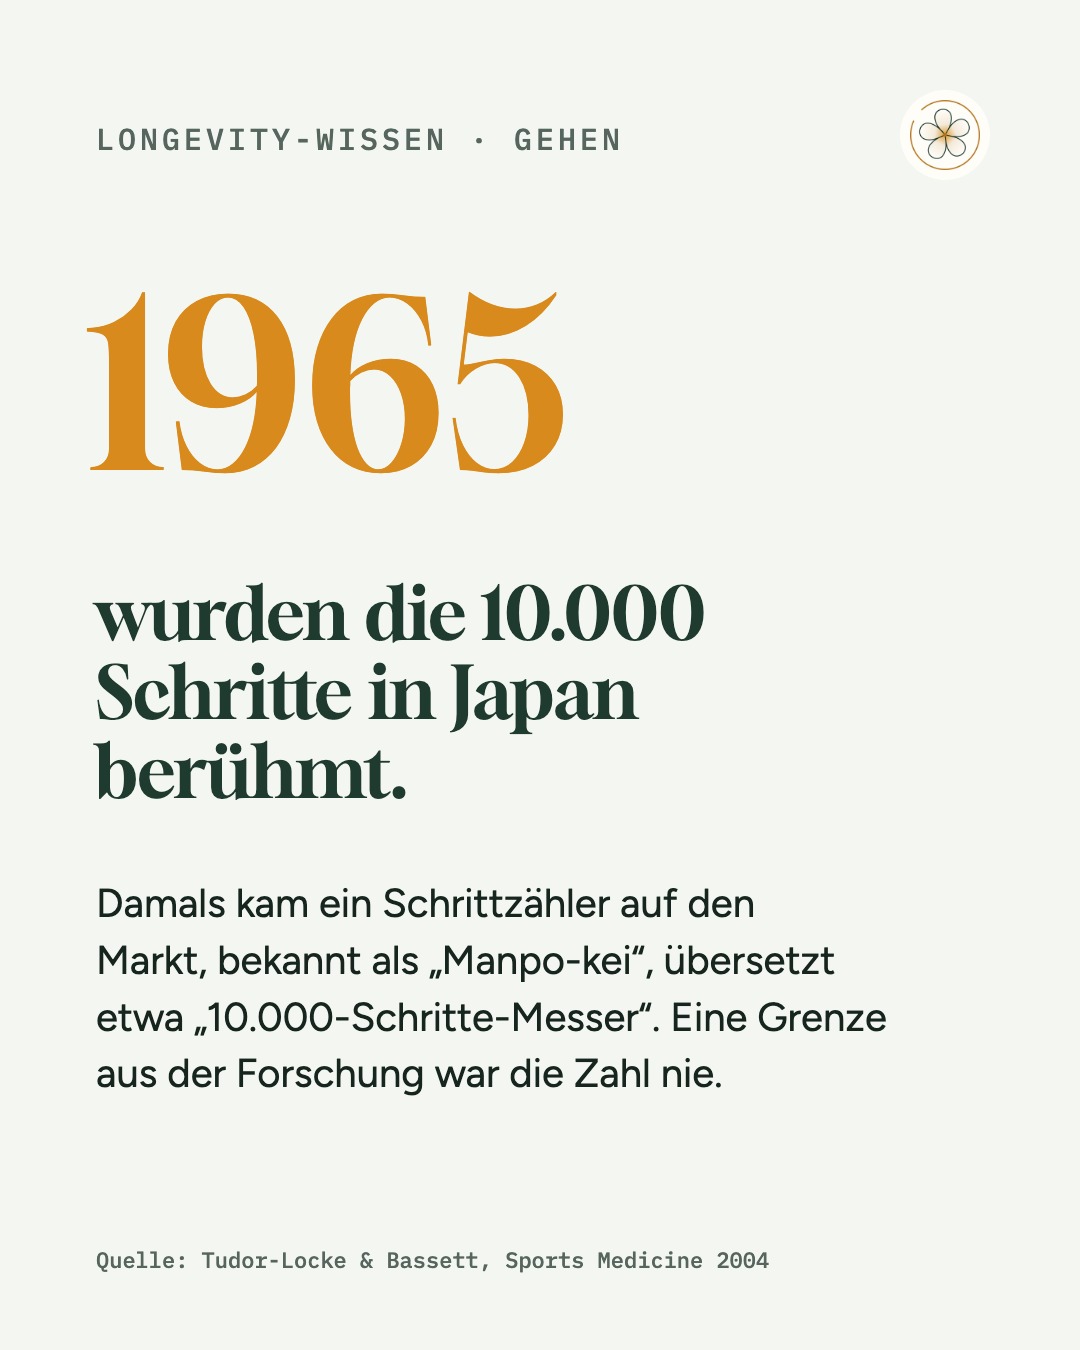 LONGEVITY-WISSEN · GEHEN
1965
wurden die 10.000
Schritte in Japan
berühmt.
Damals kam ein Schrittzähler auf den
Markt, bekannt als „Manpo-kei“, übersetzt
etwa „10.000-Schritte-Messer“. Eine Grenze
aus der Forschung war die Zahl nie.
Quelle: Tudor-Locke & Bassett, Sports Medicine 2004